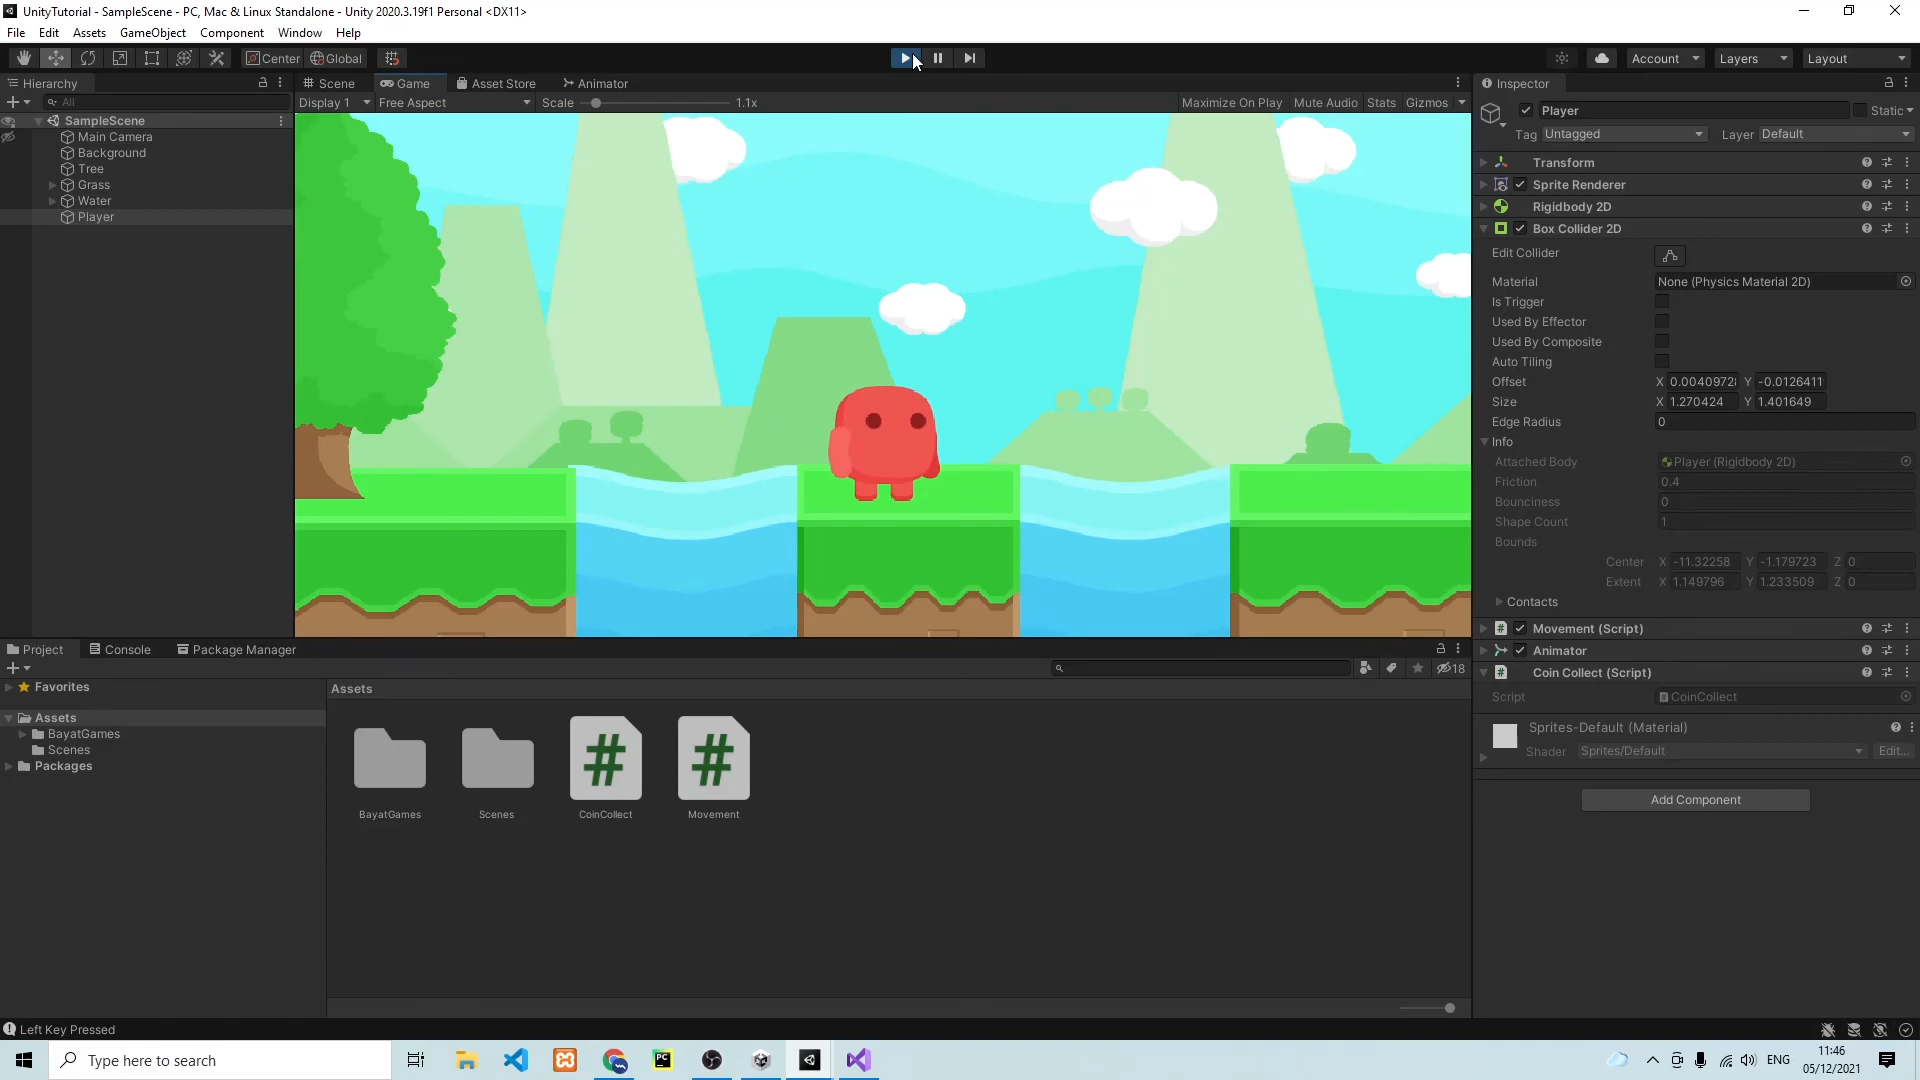 UnityTutorial - SampleScene - PC, Mac & Linux Standalone - Unity 2020.3.19f1 Personal <DX11>
File Edit Assets GameObject Component Window Help
Center Global Account Layers Layout
Hierarchy
All
SampleScene
Main Camera
Background
Tree
Grass
Water
Player
Scene Game Asset Store Animator
Display 1 Free Aspect Scale 1.1x Maximize On Play Mute Audio Stats Gizmos
Inspector
Player Static
Tag Untagged Layer Default
Transform
Sprite Renderer
Rigidbody 2D
Box Collider 2D
Edit Collider
Material None (Physics Material 2D)
Is Trigger
Used By Effector
Used By Composite
Auto Tiling
Offset X 0.0040972 Y -0.0126411
Size X 1.270424 Y 1.401649
Edge Radius 0
Info
Attached Body Player (Rigidbody 2D)
Friction 0.4
Bounciness 0
Shape Count 1
Bounds
Center X -11.32258 Y -1.179723 Z 0
Extent X 1.149796 Y 1.233509 Z 0
Contacts
Movement (Script)
Animator
Coin Collect (Script)
Script CoinCollect
Sprites-Default (Material)
Shader Sprites/Default Edit...
Add Component
Project Console Package Manager
18
Favorites
Assets
BayatGames
Scenes
Packages
Assets
BayatGames Scenes CoinCollect Movement
Left Key Pressed
Type here to search
PC
ENG
11:46
05/12/2021